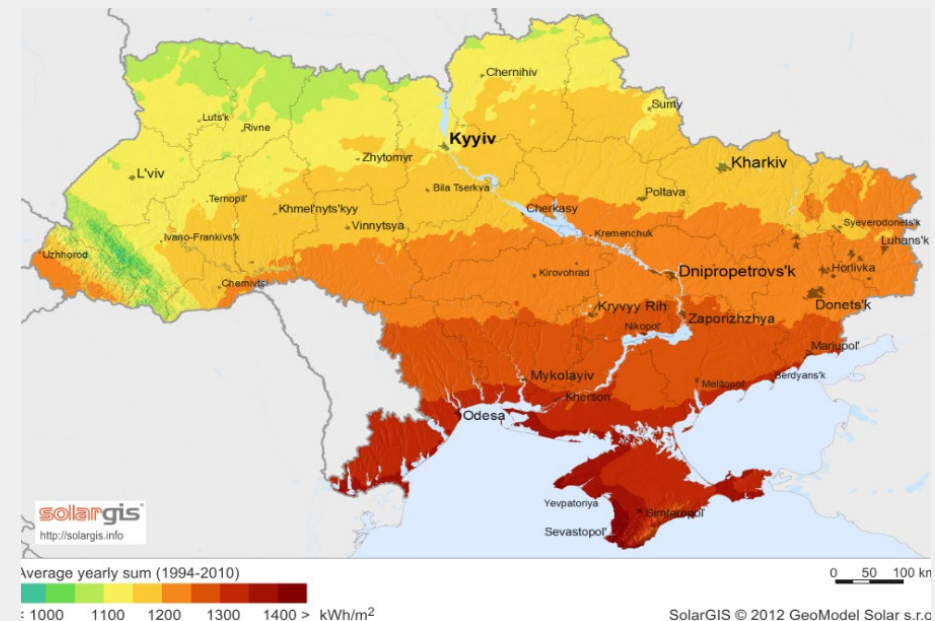 Chernihiv
Sumy
Luts'k
Rivne
Kyyiv
Zhytomyr
Kharkiv
L'viv
Bila Tserkva
Poltava
Ternopil'
Khmel'nyts'kyy
Cherkasy
Vinnytsya
Syeverodonets'k
Ivano-Frankivs'k
Kremenchuk
Luhans'k
Uzhhorod
Dnipropetrovs'k
Horlivka
Kirovohrad
Chernivtsi
Donets'k
Kryvyy Rih
Zaporizhzhya
Nikopol'
Mariupol'
Mykolayiv
Berdyans'k
Melitopol'
Kherson
Odesa
Yevpatoriya
Simferopol'
Sevastopol'
solargis
http://solargis.info
Average yearly sum (1994-2010)
0 50 100 km
< 1000 1100 1200 1300 1400 > kWh/m²
SolarGIS © 2012 GeoModel Solar s.r.o